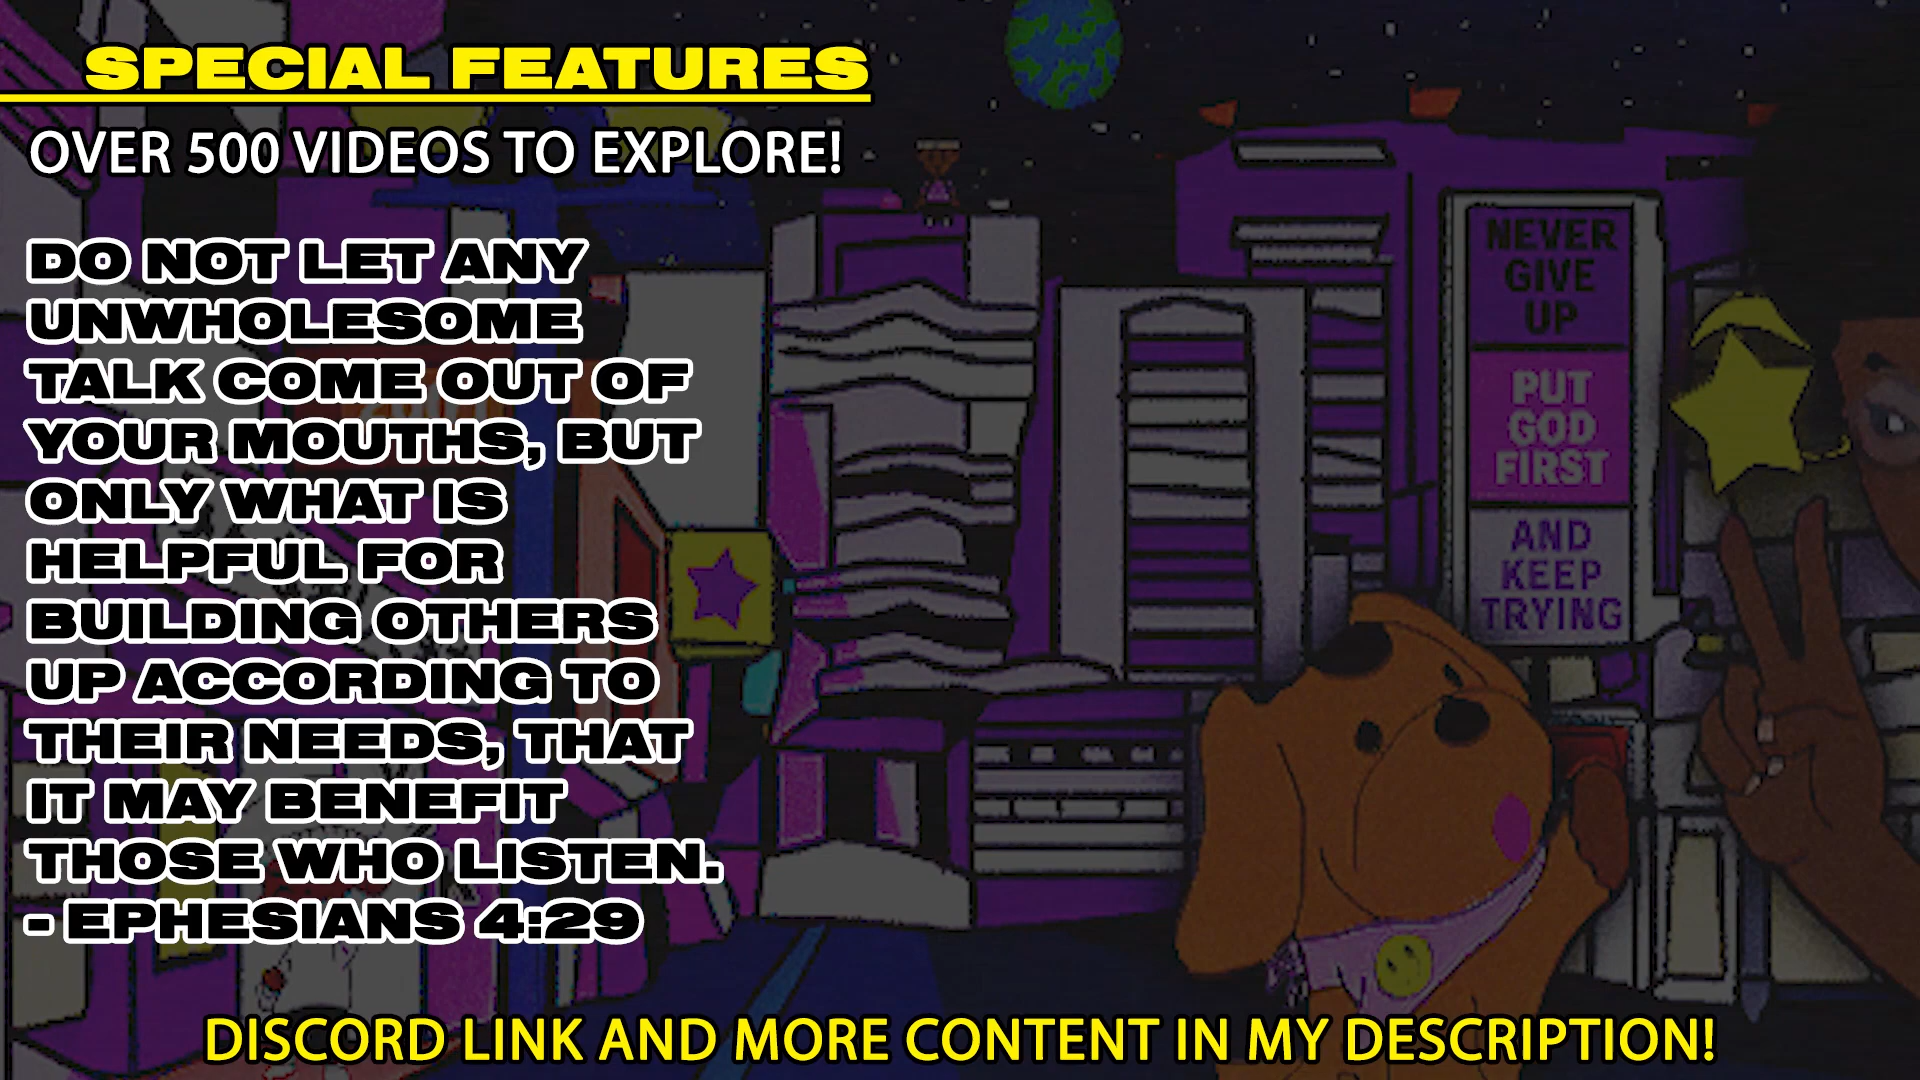 SPECIAL FEATURES
OVER 500 VIDEOS TO EXPLORE!
DO NOT LET ANY
UNWHOLESOME
TALK COME OUT OF
YOUR MOUTHS, BUT
ONLY WHAT IS
HELPFUL FOR
BUILDING OTHERS
UP ACCORDING TO
THEIR NEEDS, THAT
IT MAY BENEFIT
THOSE WHO LISTEN.
- EPHESIANS 4:29
NEVER
GIVE
UP
PUT
GOD
FIRST
AND
KEEP
TRYING
DISCORD LINK AND MORE CONTENT IN MY DESCRIPTION!